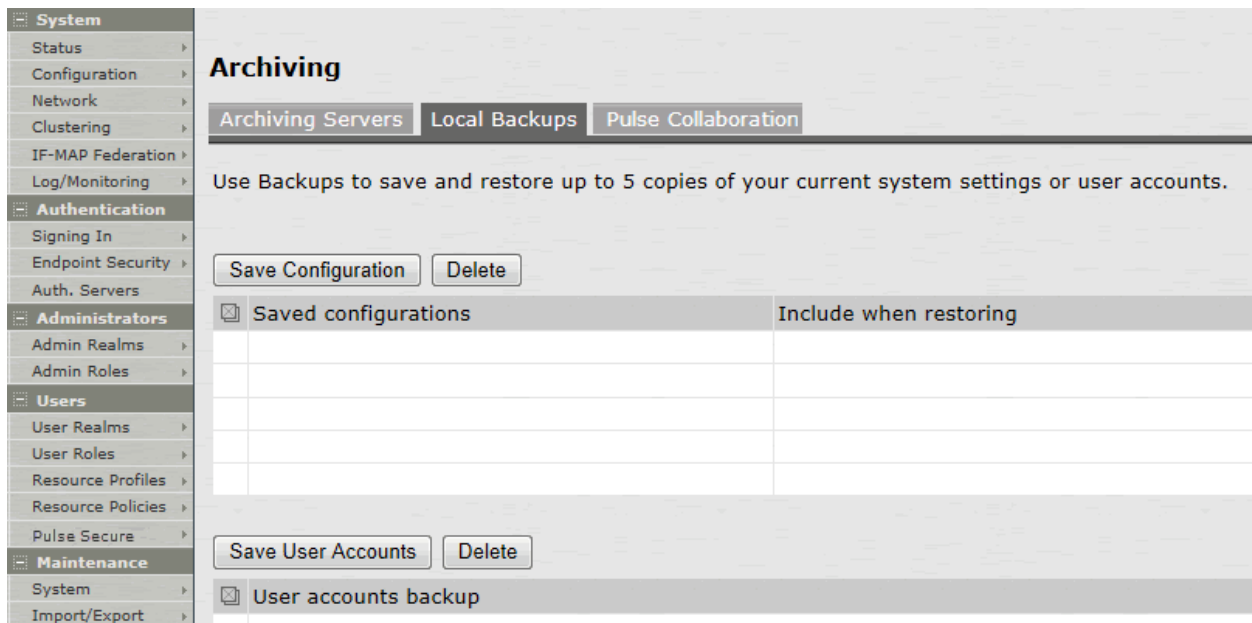 System
Status
Configuration
Network
Clustering
IF-MAP Federation
Log/Monitoring
Authentication
Signing In
Endpoint Security
Auth. Servers
Administrators
Admin Realms
Admin Roles
Users
User Realms
User Roles
Resource Profiles
Resource Policies
Pulse Secure
Maintenance
System
Import/Export
Archiving
Archiving Servers Local Backups Pulse Collaboration
Use Backups to save and restore up to 5 copies of your current system settings or user accounts.
Save Configuration Delete
Saved configurations Include when restoring
Save User Accounts Delete
User accounts backup